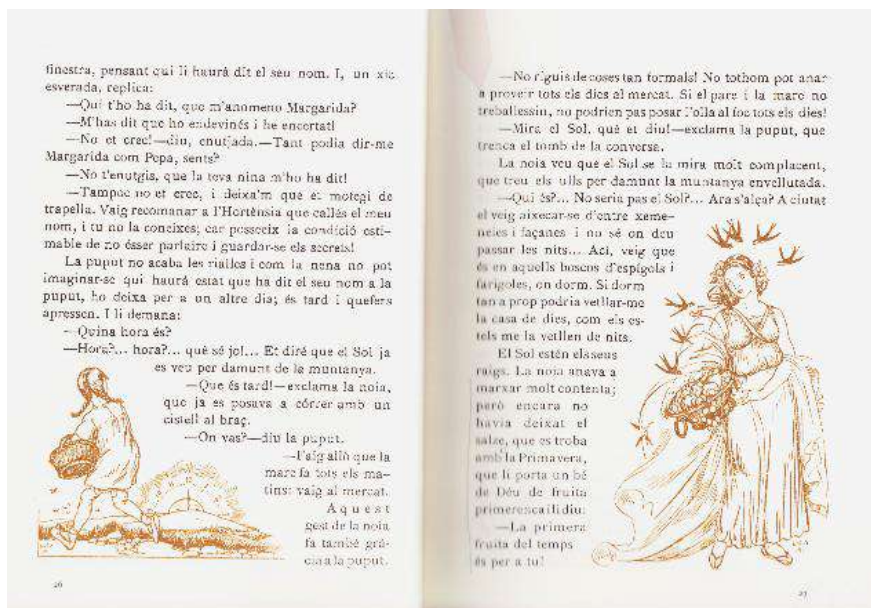 finestra, pensant qui li haurà dit el seu nom. I, un xic
esverada, replica:
—Qui t'ho ha dit, que m'anomeno Margarida?
—M'has dit que ho endevinés i he encertat!
—No et crec!—diu, enutjada.—Tant podia dir-me
Margarida com Pepa, sents?
—No t'enutgis, que la teva nina m'ho ha dit!
—Tampoc no et crec, i deixa'm que et motegi de
trapella. Vaig recomanar a l'Hortènsia que callés el meu
nom, i tu no la coneixes; car posseeix la condició esti-
mable de no ésser parlaire i guardar-se els secrets!
La puput no acaba les rialles i com la nena no pot
imaginar-se qui haurà estat que ha dit el seu nom a la
puput, ho deixa per a un altre dia; és tard i quefers
apressen. I li demana:
—Quina hora és?
—Hora?... hora?... què sé jo!... Et diré que el Sol ja
es veu per damunt de la muntanya.
—Que és tard!—exclama la noia,
que ja es posava a córrer amb un
cistell al braç.
—On vas?—diu la puput.
—Faig allò que la
mare fa tots els ma-
tins: vaig al mercat.
Aquest
gest de la noia
fa també grà-
cia a la puput.
26
—No riguis de coses tan formals! No tothom pot anar
a proveir tots els dies al mercat. Si el pare i la mare no
treballessin, no podrien pas posar l'olla al foc tots els dies!
—Mira el Sol, què et diu!—exclama la puput, que
trenca el tomb de la conversa.
La noia veu que el Sol se la mira molt complacent,
que treu els ulls per damunt la muntanya envellutada.
—Qui és?... No seria pas el Sol?... Ara s'alça? A ciutat
el veig aixecar-se d'entre xeme-
neies i façanes i no sé on deu
passar les nits... Ací, veig que
és en aquells boscos d'espígols i
farigoles, on dorm. Si dorm
tan a prop podria vetllar-me
la casa de dies, com els es-
tels me la vetllen de nits.
El Sol estén els seus
raigs. La noia anava a
marxar molt contenta;
però encara no
havia deixat el
salze, que es troba
amb la Primavera,
que li porta un bé
de Déu de fruita
primerenca i li diu:
—La primera
fruita del temps
és per a tu!
27